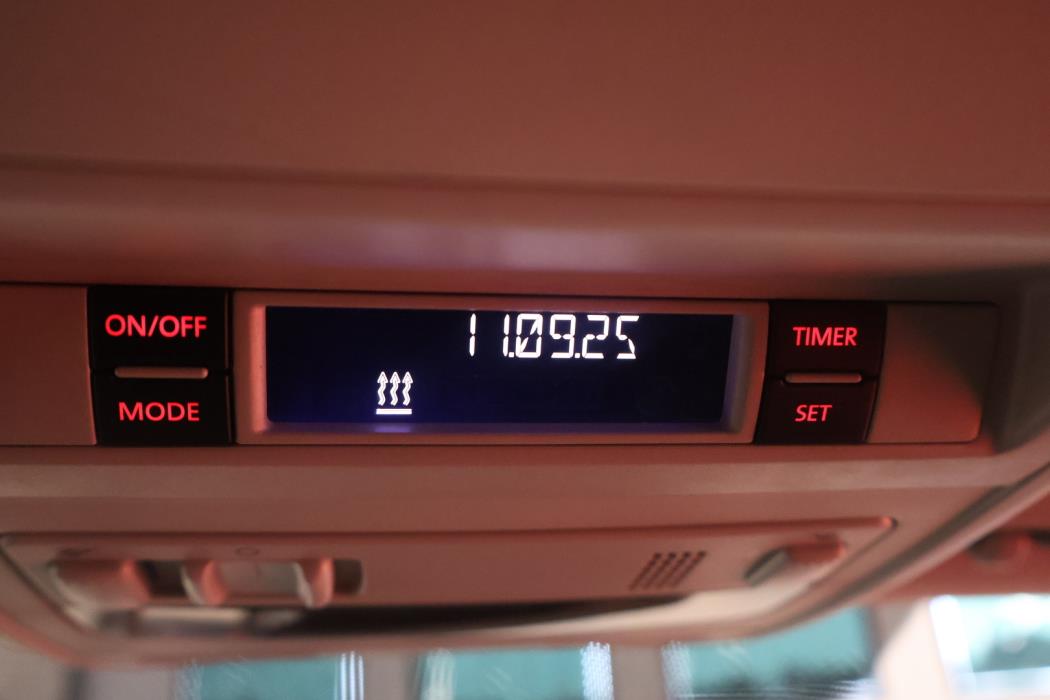 ON/OFF
MODE
11.09.25
TIMER
SET